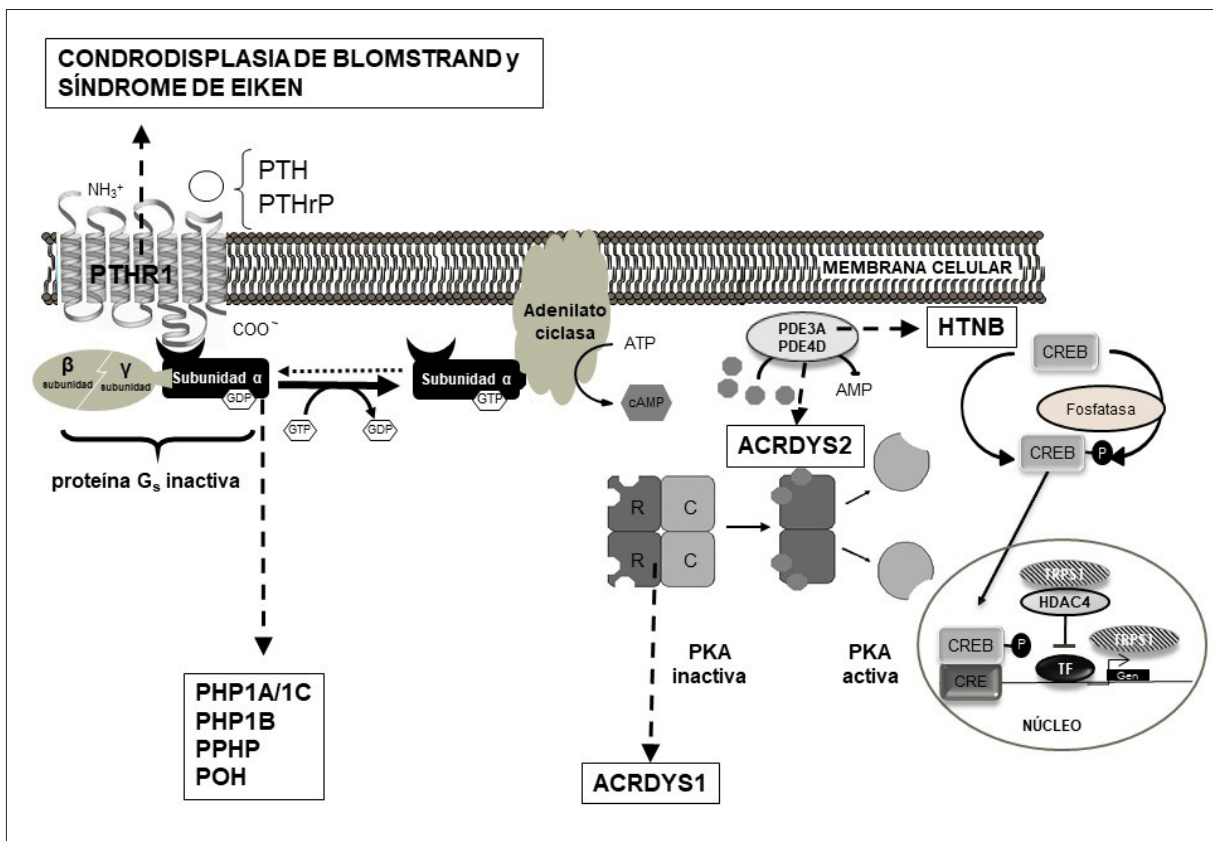 CONDRODISPLASIA DE BLOMSTRAND y
SÍNDROME DE EIKEN
NH₃⁺
PTH
PTHrP
PTHR1
MEMBRANA CELULAR
COO⁻
Adenilato
ciclasa
ATP
cAMP
PDE3A
PDE4D
HTNB
AMP
ACRDYS2
β
subunidad
γ
subunidad
Subunidad α
GDP
GTP
GDP
Subunidad α
GTP
proteína Gₛ inactiva
CREB
Fosfatasa
CREB
P
R
C
R
C
PKA
inactiva
PKA
activa
TRPS1
HDAC4
TRPS1
CREB
P
CRE
TF
Gen
NÚCLEO
PHP1A/1C
PHP1B
PPHP
POH
ACRDYS1